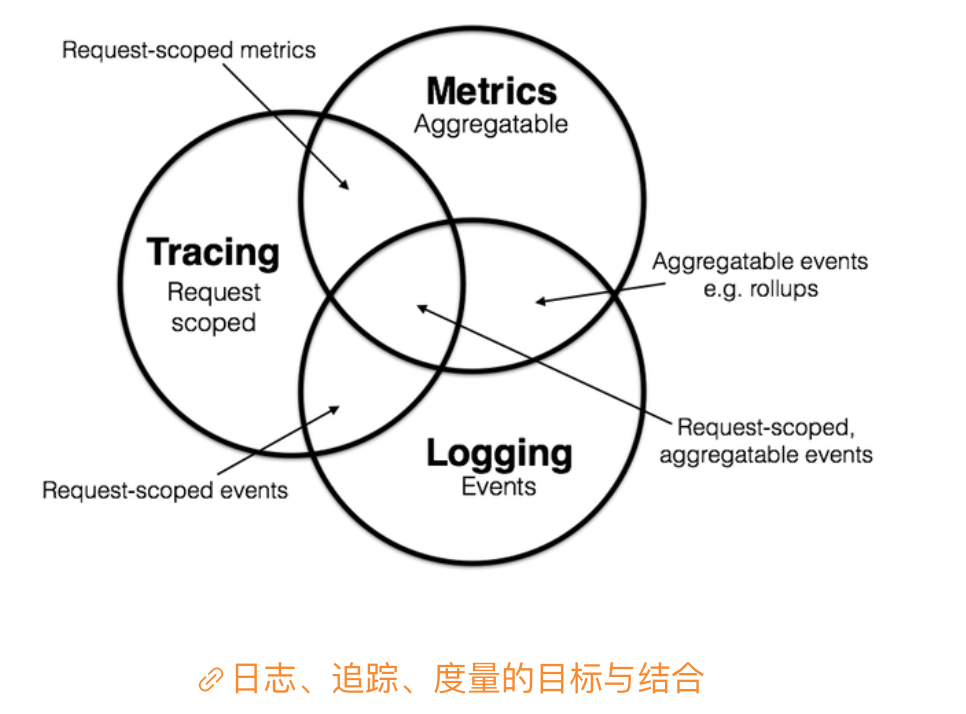 Request-scoped metrics
Metrics
Aggregatable
Tracing
Request
scoped
Aggregatable events
e.g. rollups
Request-scoped,
aggregatable events
Logging
Events
Request-scoped events
日志、追踪、度量的目标与结合